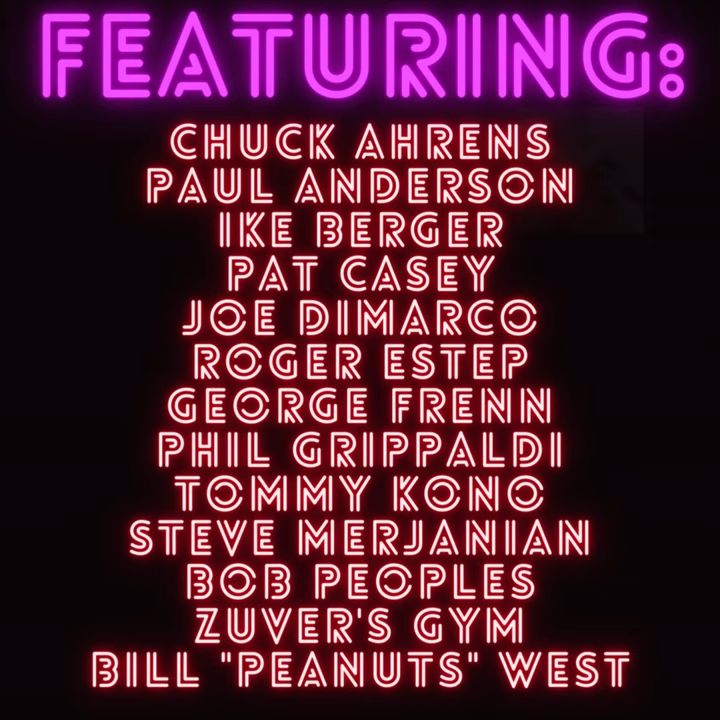 FEATURING:
CHUCK AHRENS
PAUL ANDERSON
IKE BERGER
PAT CASEY
JOE DIMARCO
ROGER ESTEP
GEORGE FRENN
PHIL GRIPPALDI
TOMMY KONO
STEVE MERJANIAN
BOB PEOPLES
ZUVER'S GYM
BILL "PEANUTS" WEST